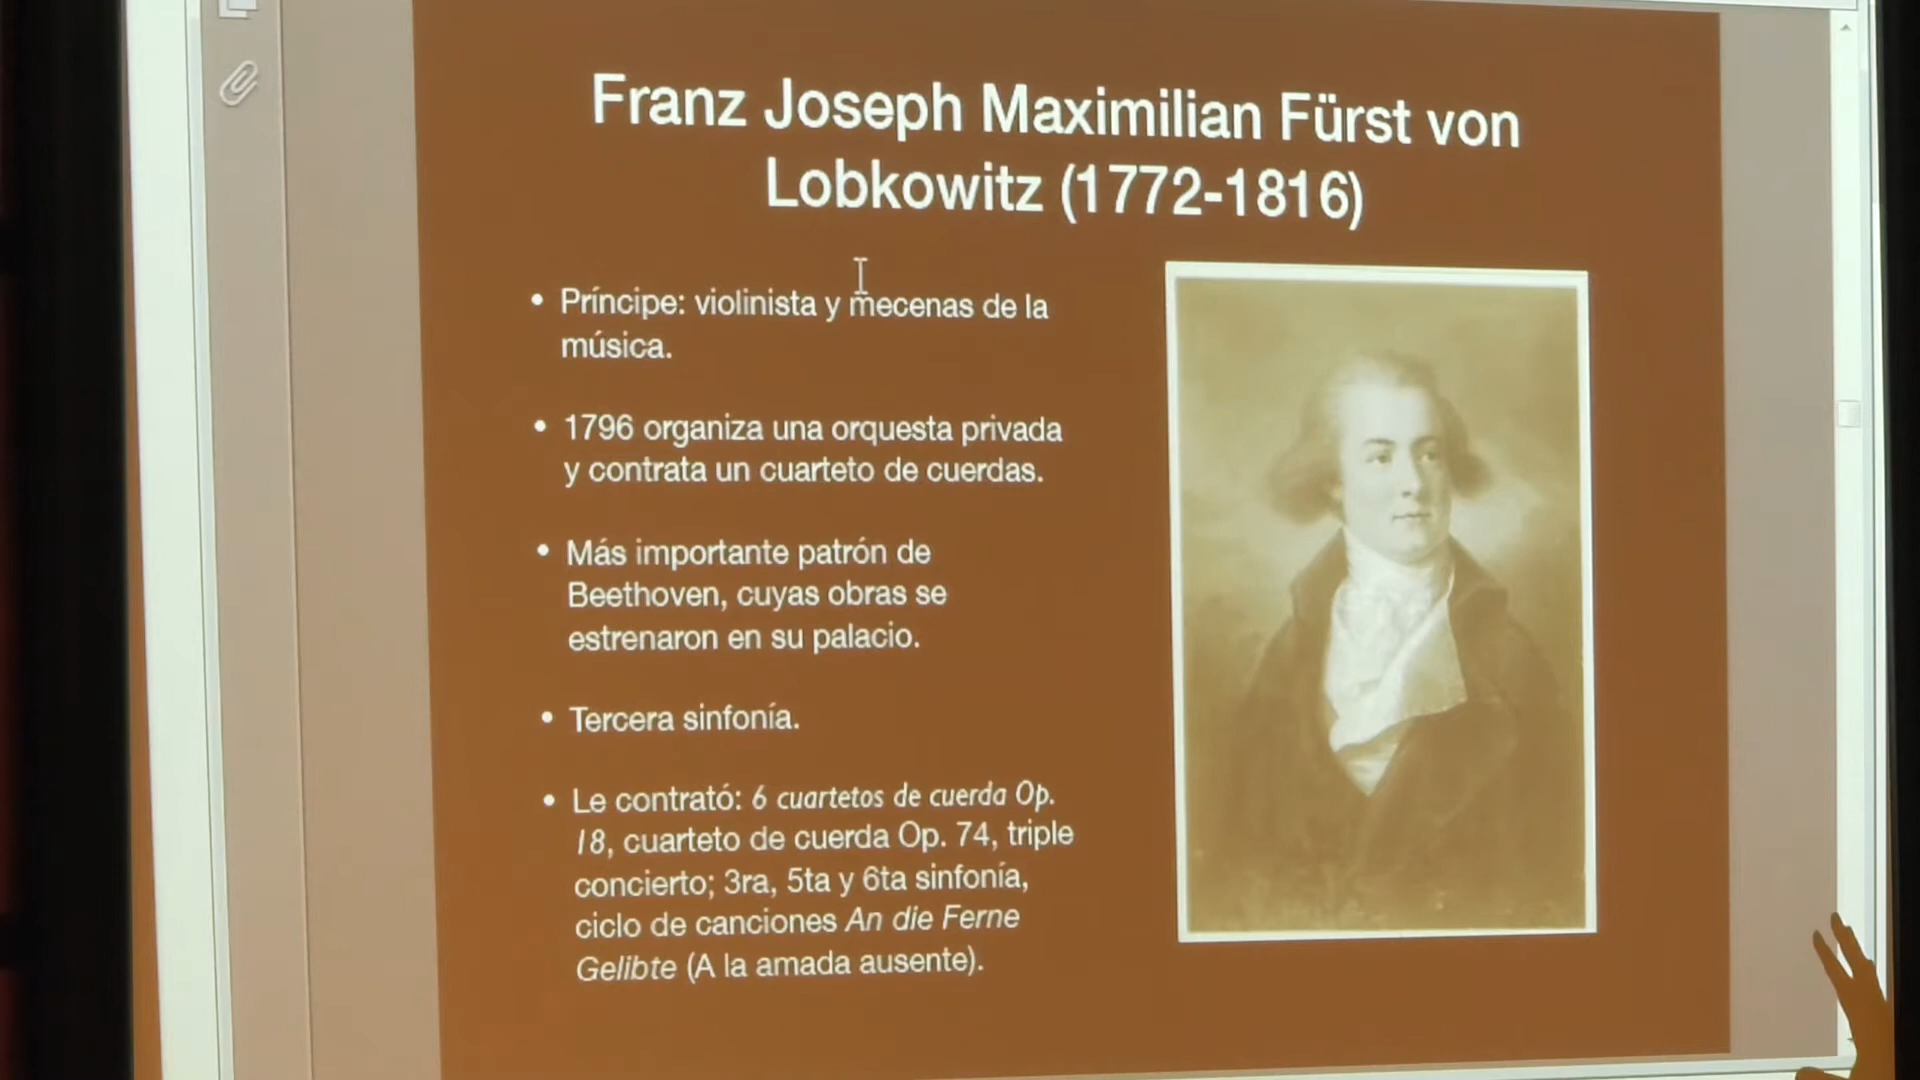 Franz Joseph Maximilian Fürst von
Lobkowitz (1772-1816)
• Príncipe: violinista y mecenas de la
música.
• 1796 organiza una orquesta privada
y contrata un cuarteto de cuerdas.
• Más importante patrón de
Beethoven, cuyas obras se
estrenaron en su palacio.
• Tercera sinfonía.
• Le contrató: 6 cuartetos de cuerda Op.
18, cuarteto de cuerda Op. 74, triple
concierto; 3ra, 5ta y 6ta sinfonía,
ciclo de canciones An die Ferne
Gelibte (A la amada ausente).